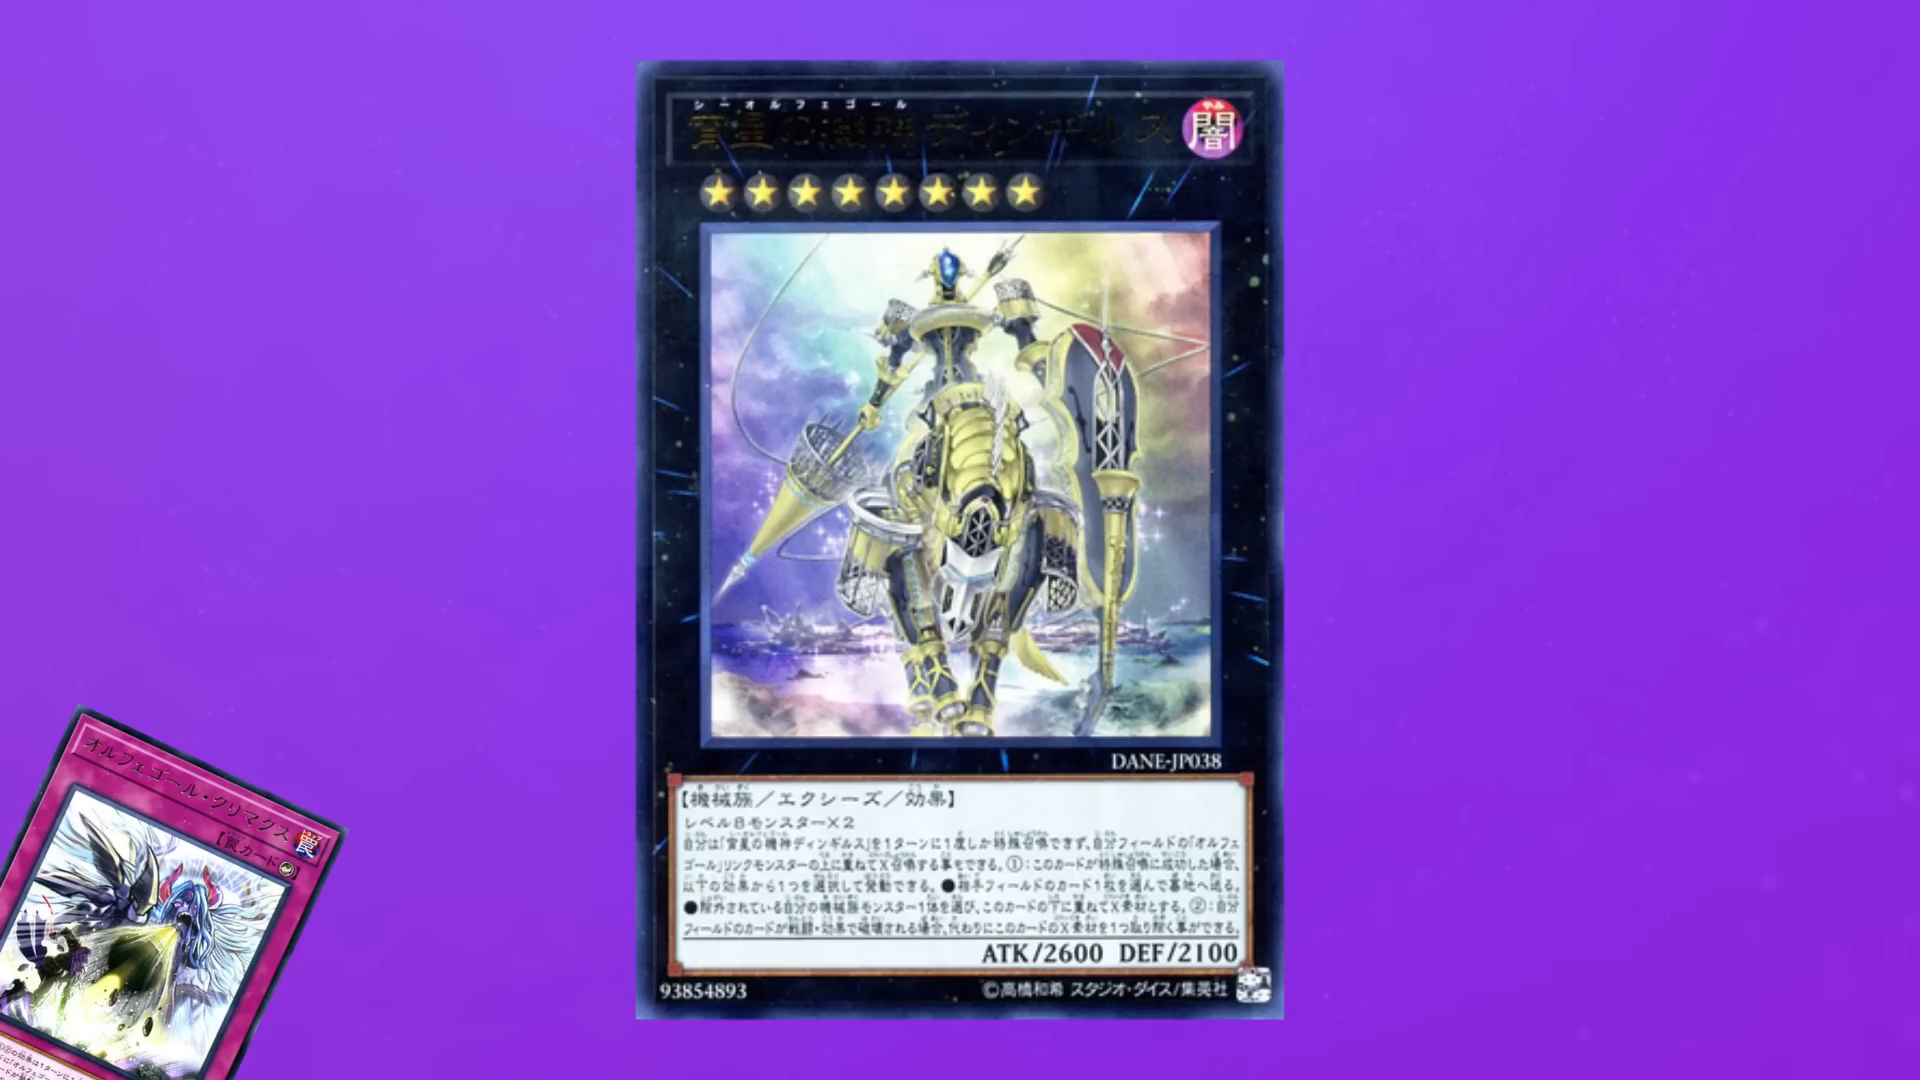 シーオルフェゴール
宵星の機神ディンギルス
やみ
闇
DANE-JP038
【機械族／エクシーズ／効果】
レベル8モンスター×2
自分は「宵星の機神ディンギルス」を1ターンに1度しか特殊召喚できず、自分フィールドの「オルフェ
ゴール」リンクモンスターの上に重ねてX召喚する事もできる。①：このカードが特殊召喚に成功した場合、
以下の効果から1つを選択して発動できる。●相手フィールドのカード1枚を選んで墓地へ送る。
●除外されている自分の機械族モンスター1体を選び、このカードの下に重ねてX素材とする。②：自分
フィールドのカードが戦闘・効果で破壊される場合、代わりにこのカードのX素材を1つ取り除く事ができる。
ATK/2600 DEF/2100
93854893
©高橋和希 スタジオ・ダイス/集英社
オルフェゴール・クリマクス
罠
【罠カード】